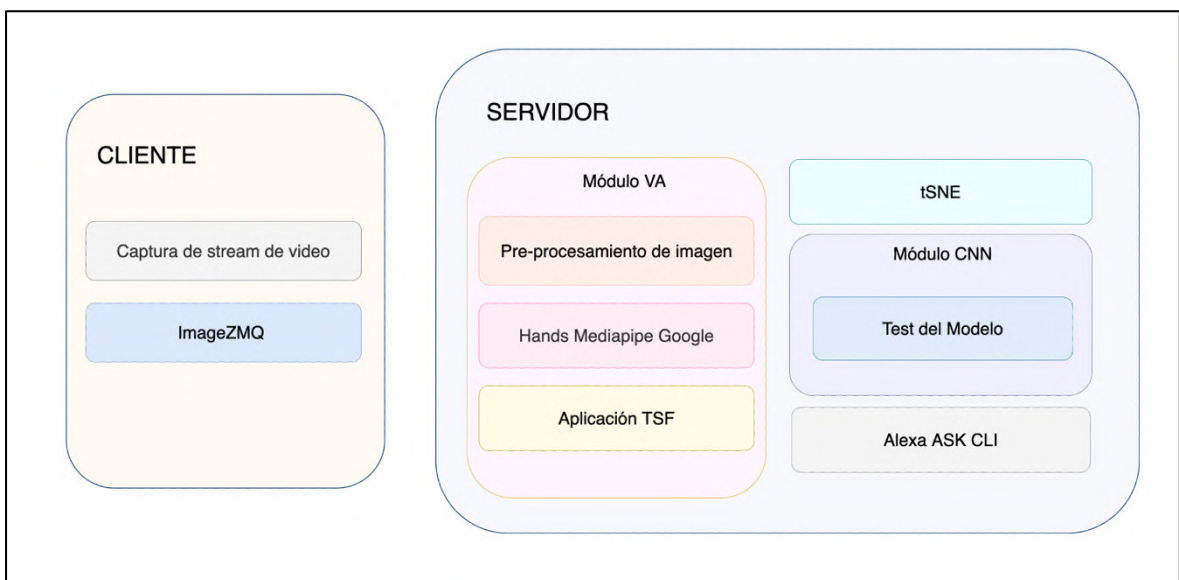 CLIENTE
Captura de stream de video
ImageZMQ
SERVIDOR
Módulo VA
Pre-procesamiento de imagen
Hands Mediapipe Google
Aplicación TSF
tSNE
Módulo CNN
Test del Modelo
Alexa ASK CLI